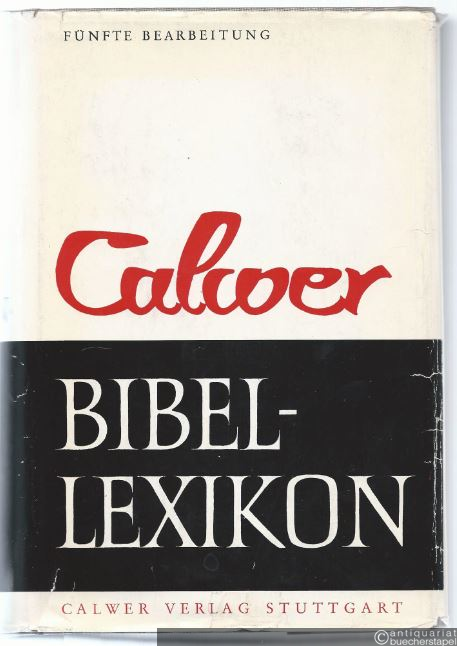 FÜNFTE BEARBEITUNG
Calwer
BIBEL-
LEXIKON
CALWER VERLAG STUTTGART
©antiquariat
buecherstapel